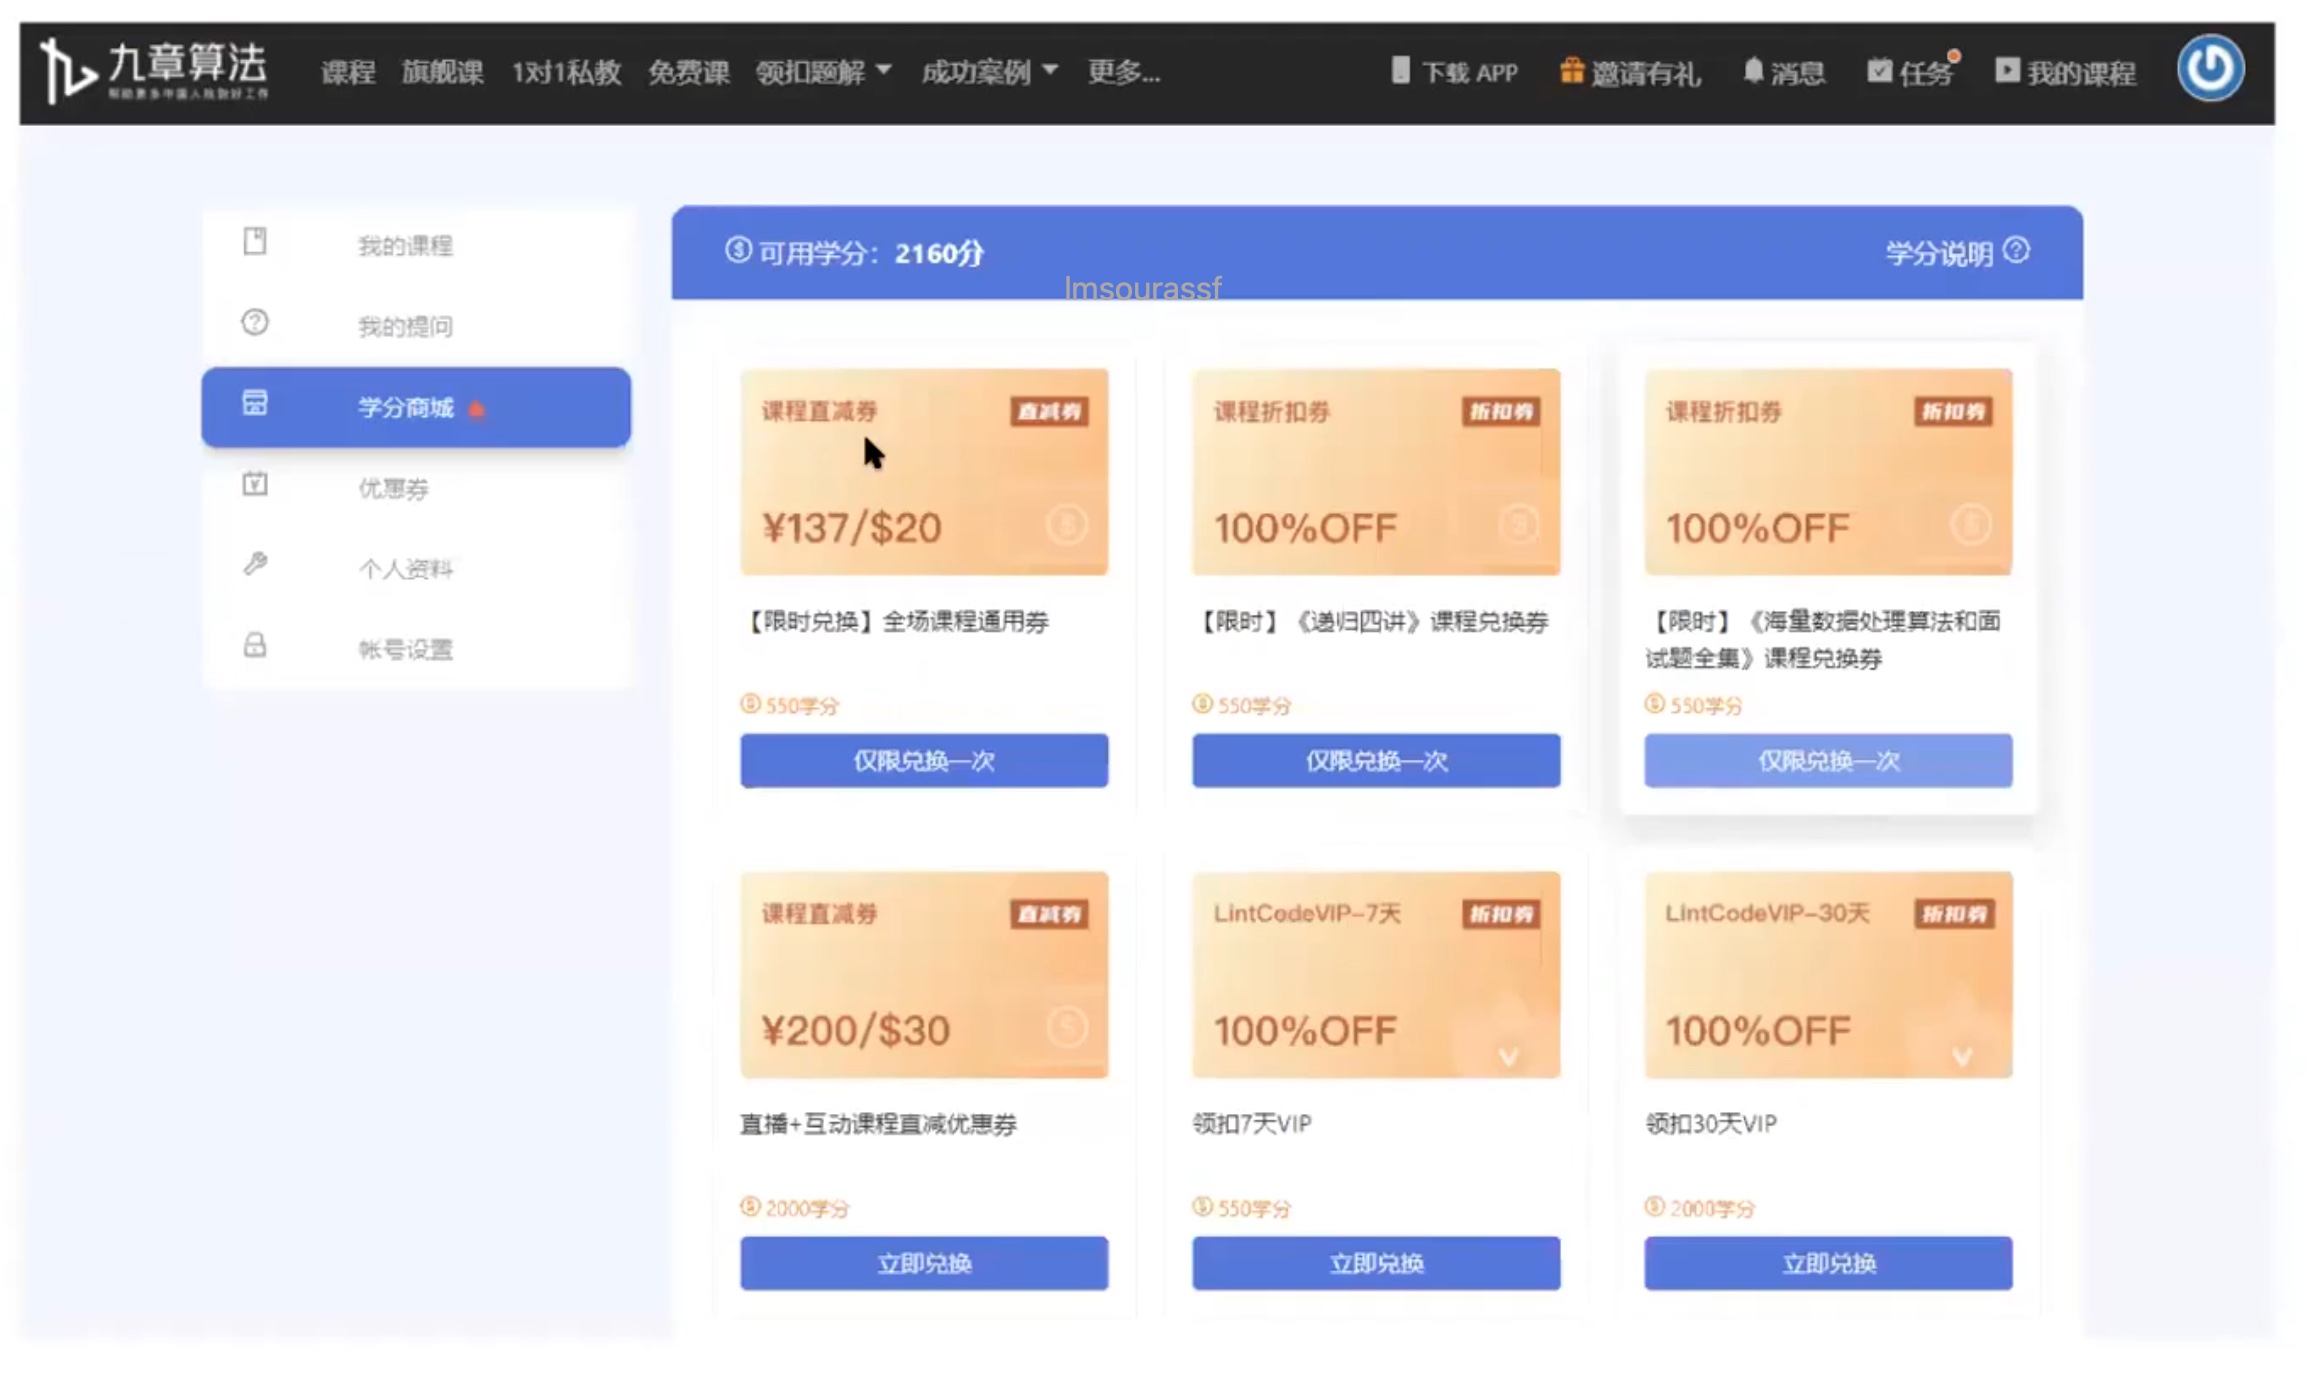 九章算法
帮助更多中国人找到好工作
课程 旗舰课 1对1私教 免费课 领扣题解 成功案例 更多... 下载 APP 邀请有礼 消息 任务 我的课程
我的课程
我的提问
学分商城
优惠券
个人资料
帐号设置
可用学分：2160分 学分说明
lmsourassf
课程直减券 直减券
¥137/$20
【限时兑换】全场课程通用券
550学分
仅限兑换一次
课程折扣券 折扣券
100%OFF
【限时】《递归四讲》课程兑换券
550学分
仅限兑换一次
课程折扣券 折扣券
100%OFF
【限时】《海量数据处理算法和面
试题全集》课程兑换券
550学分
仅限兑换一次
课程直减券 直减券
¥200/$30
直播+互动课程直减优惠券
2000学分
立即兑换
LintCodeVIP-7天 折扣券
100%OFF
领扣7天VIP
550学分
立即兑换
LintCodeVIP-30天 折扣券
100%OFF
领扣30天VIP
2000学分
立即兑换